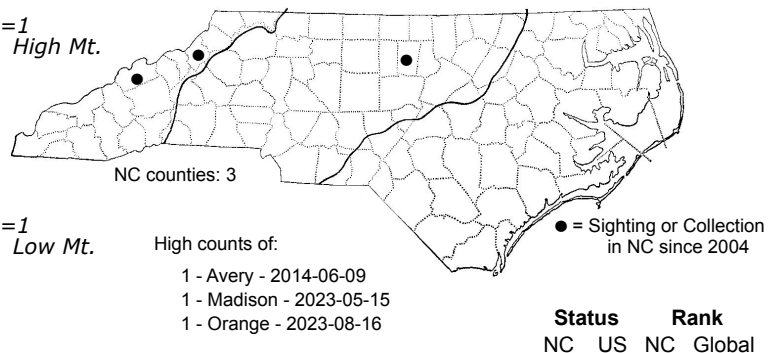 =1
High Mt.
NC counties: 3
=1
Low Mt.
High counts of:
1 - Avery - 2014-06-09
1 - Madison - 2023-05-15
1 - Orange - 2023-08-16
● = Sighting or Collection
in NC since 2004
Status Rank
NC US NC Global